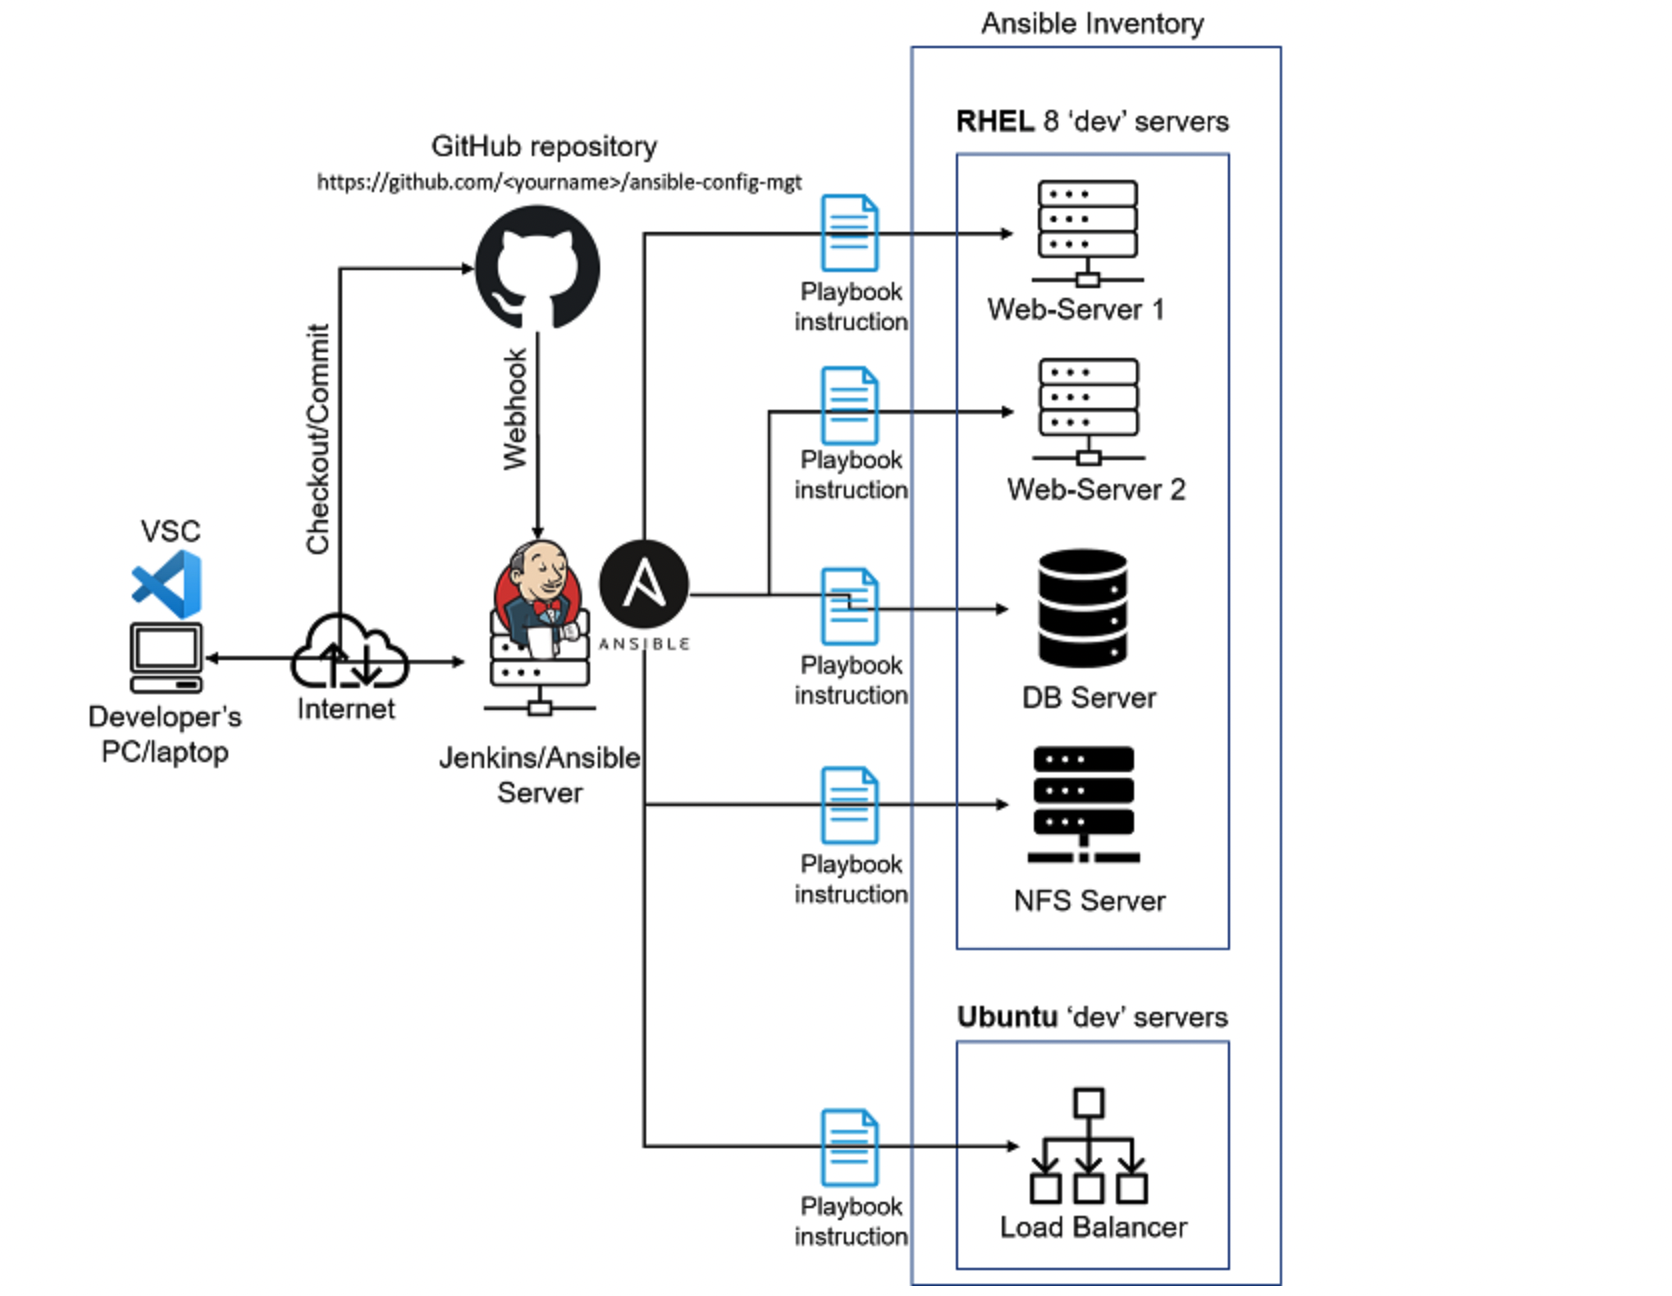 Ansible Inventory
RHEL 8 ‘dev’ servers
GitHub repository
https://github.com/<yourname>/ansible-config-mgt
Playbook
instruction
Web-Server 1
Checkout/Commit
Webhook
Playbook
instruction
Web-Server 2
VSC
ANSIBLE
Playbook
instruction
DB Server
Developer’s
PC/laptop
Internet
Jenkins/Ansible
Server
Playbook
instruction
NFS Server
Ubuntu ‘dev’ servers
Playbook
instruction
Load Balancer